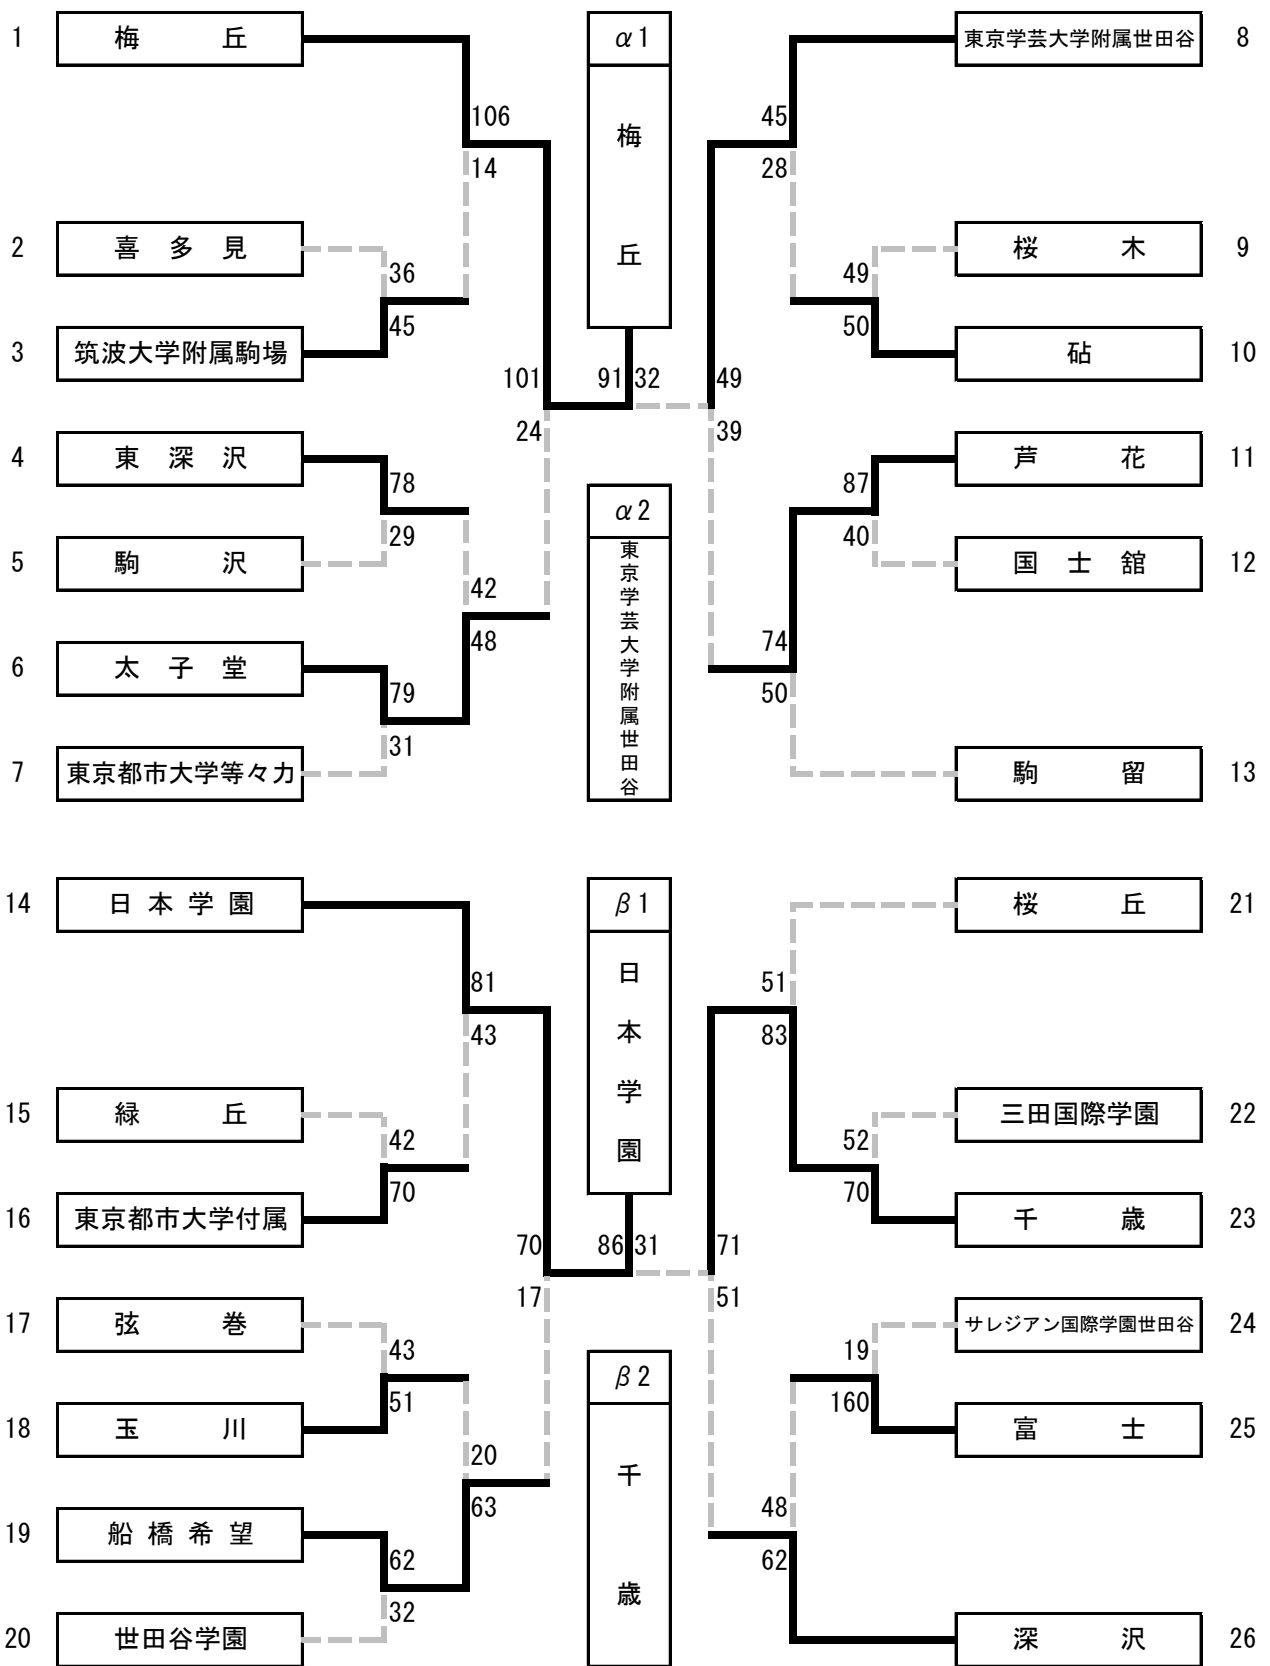 1 梅丘
106
14
2 喜多見
36
45
3 筑波大学附属駒場
101
24
4 東深沢
78
29
5 駒沢
42
48
6 太子堂
79
31
7 東京都市大学等々力
α1
梅丘
91 32
α2
東京学芸大学附属世田谷
東京学芸大学附属世田谷 8
45
28
桜木 9
49
50
砧 10
49
39
芦花 11
87
40
国士舘 12
74
50
駒留 13
14 日本学園
81
43
15 緑丘
42
70
16 東京都市大学付属
70
17
17 弦巻
43
51
18 玉川
20
63
19 船橋希望
62
32
20 世田谷学園
β1
日本学園
86 31
β2
千歳
桜丘 21
51
83
三田国際学園 22
52
70
千歳 23
71
51
サレジアン国際学園世田谷 24
19
160
富士 25
48
62
深沢 26